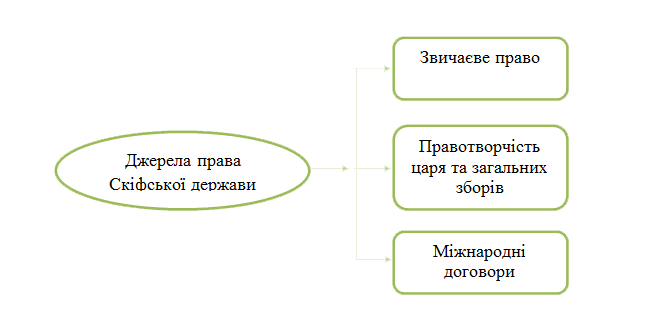 Джерела права
Скіфської держави
Звичаєве право
Правотворчість
царя та загальних
зборів
Міжнародні
договори